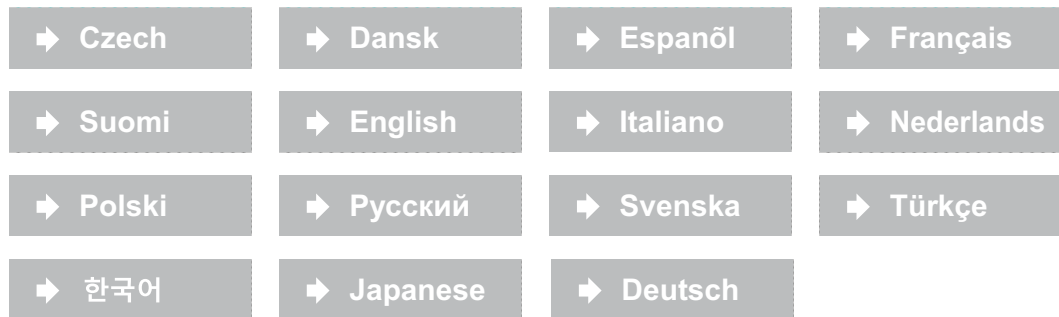 Czech
Dansk
Espanõl
Français
Suomi
English
Italiano
Nederlands
Polski
Русский
Svenska
Türkçe
한국어
Japanese
Deutsch